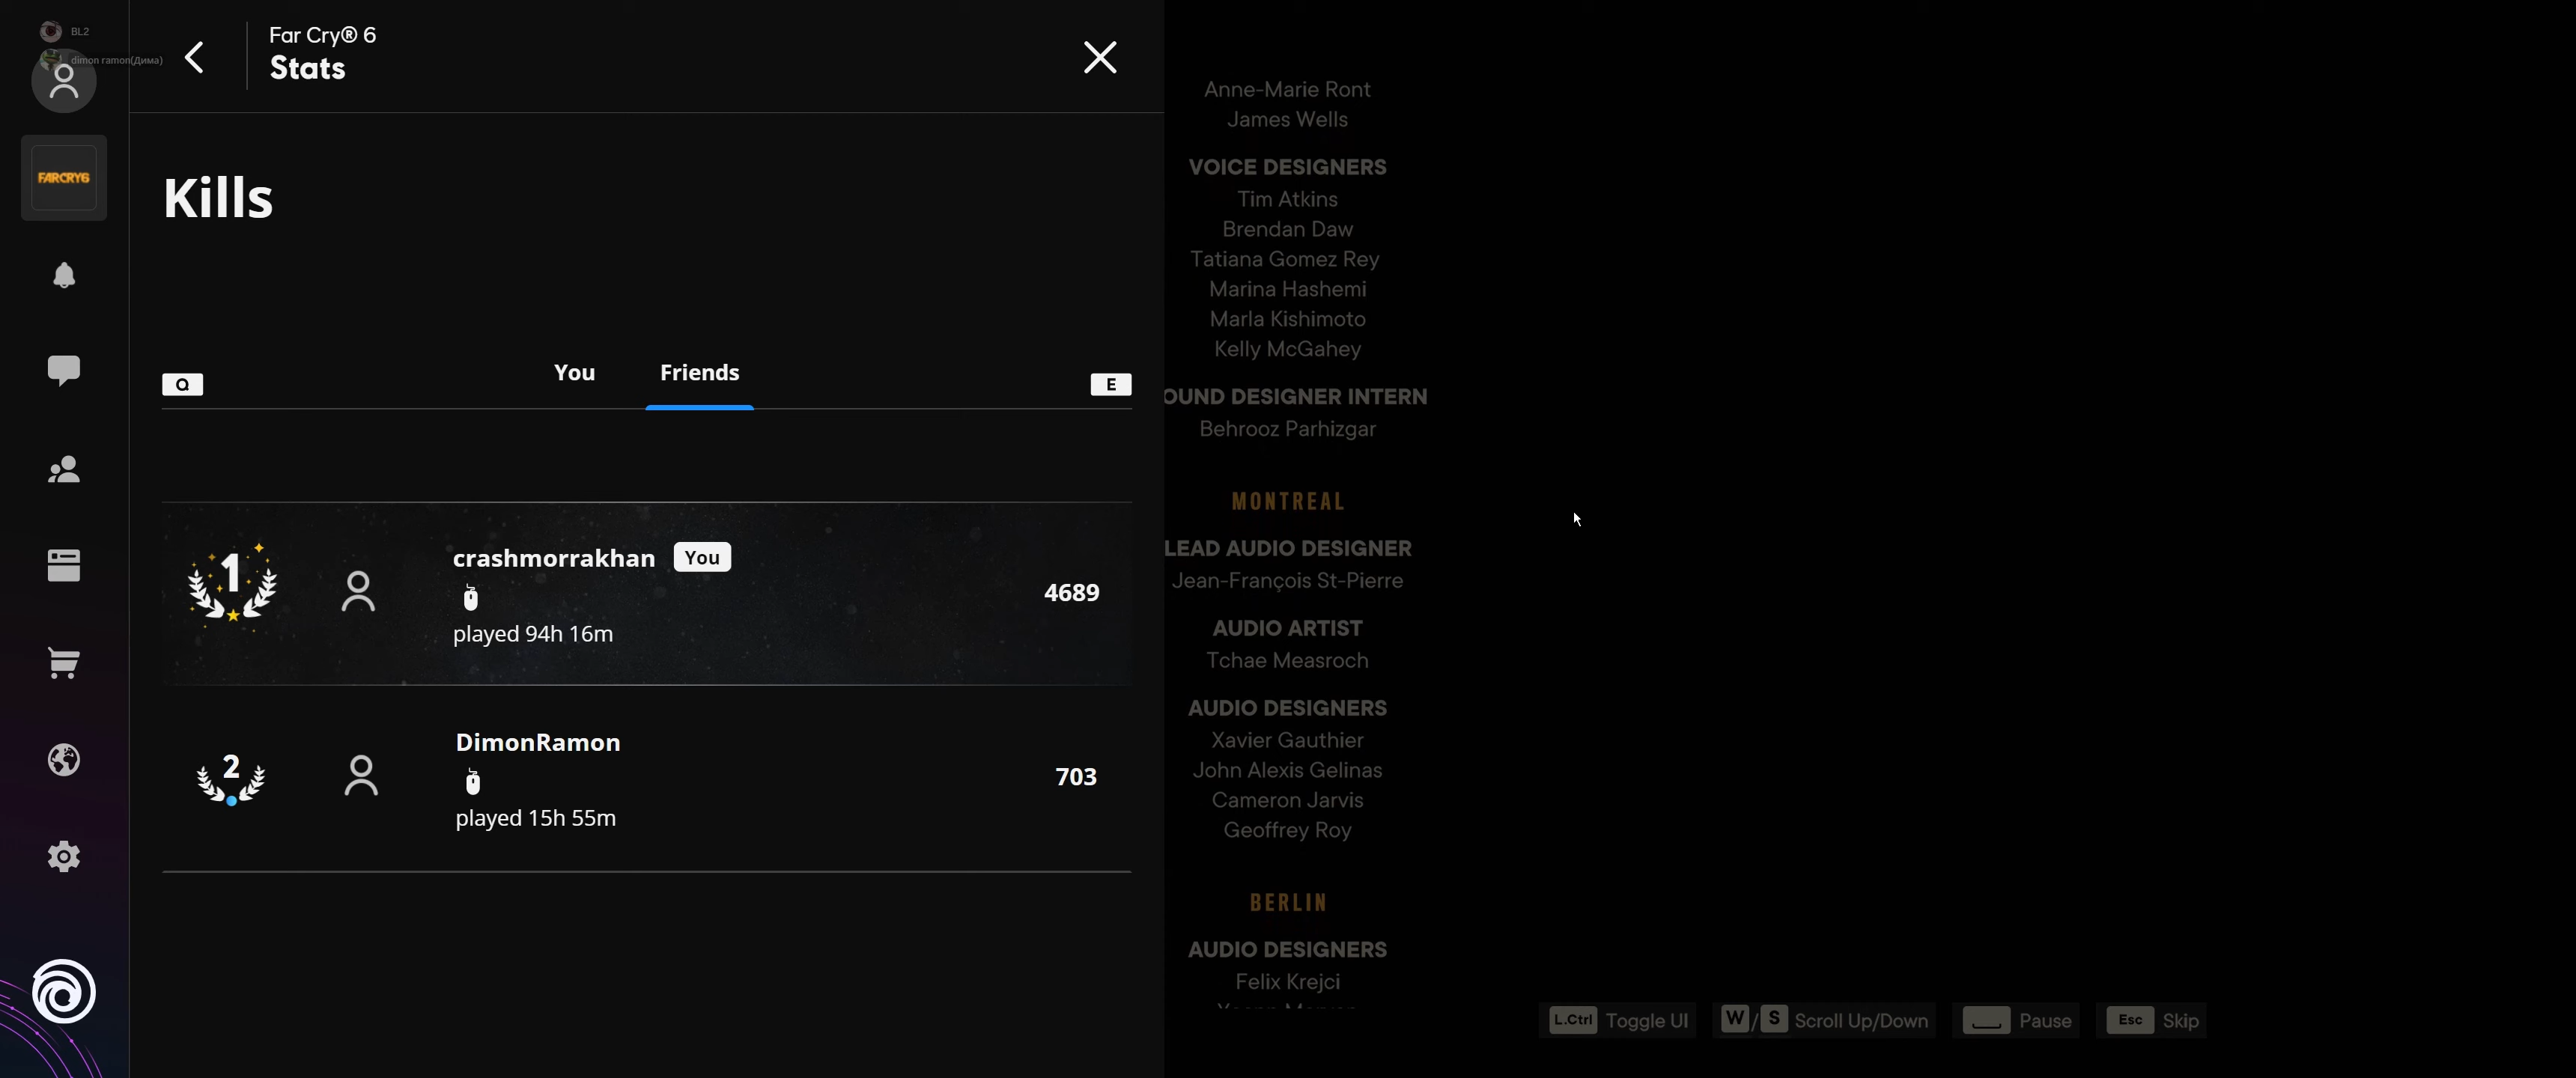 BL2
dimon ramon(Дима)
FARCRY6
Far Cry® 6
Stats
Kills
Q
You
Friends
E
1
crashmorrakhan
You
played 94h 16m
4689
2
DimonRamon
played 15h 55m
703
Anne-Marie Ront
James Wells
VOICE DESIGNERS
Tim Atkins
Brendan Daw
Tatiana Gomez Rey
Marina Hashemi
Marla Kishimoto
Kelly McGahey
OUND DESIGNER INTERN
Behrooz Parhizgar
MONTREAL
LEAD AUDIO DESIGNER
Jean-François St-Pierre
AUDIO ARTIST
Tchae Measroch
AUDIO DESIGNERS
Xavier Gauthier
John Alexis Gelinas
Cameron Jarvis
Geoffrey Roy
BERLIN
AUDIO DESIGNERS
Felix Krejci
L.Ctrl Toggle UI
W/S Scroll Up/Down
Pause
Esc Skip